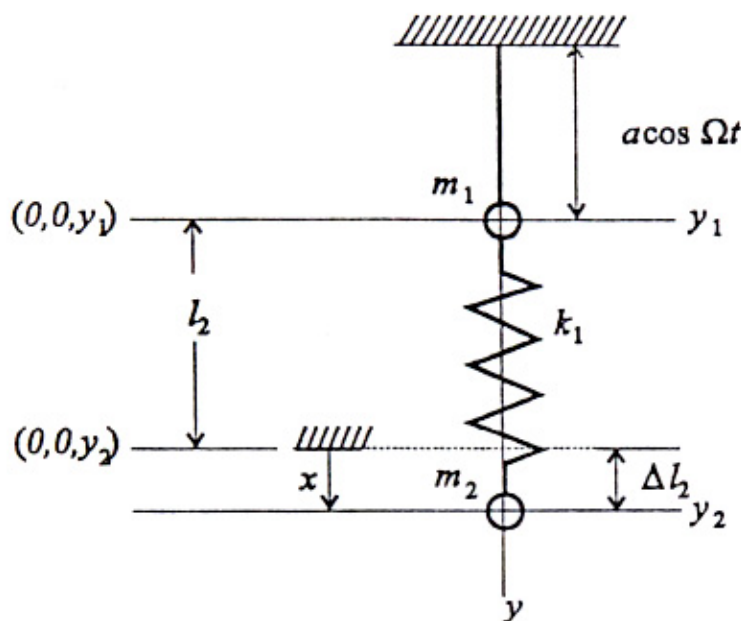 a cos Ωt
m₁
(0,0,y₁)
y₁
l₂
k₁
(0,0,y₂)
x
m₂
Δl₂
y₂
y